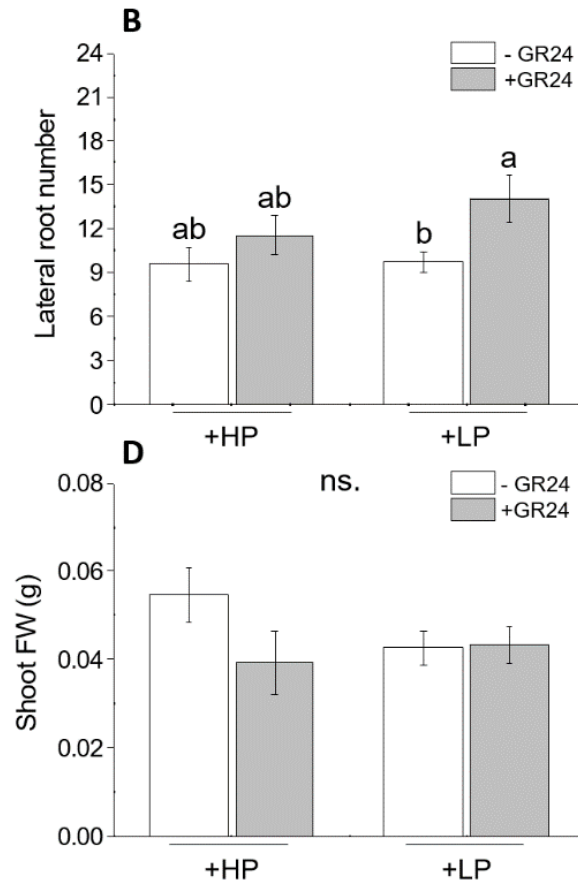 B
24
21
18
15
12
9
6
3
0
Lateral root number
- GR24
+GR24
ab
ab
b
a
+HP
+LP
D
0.08
0.06
0.04
0.02
0.00
Shoot FW (g)
ns.
- GR24
+GR24
+HP
+LP